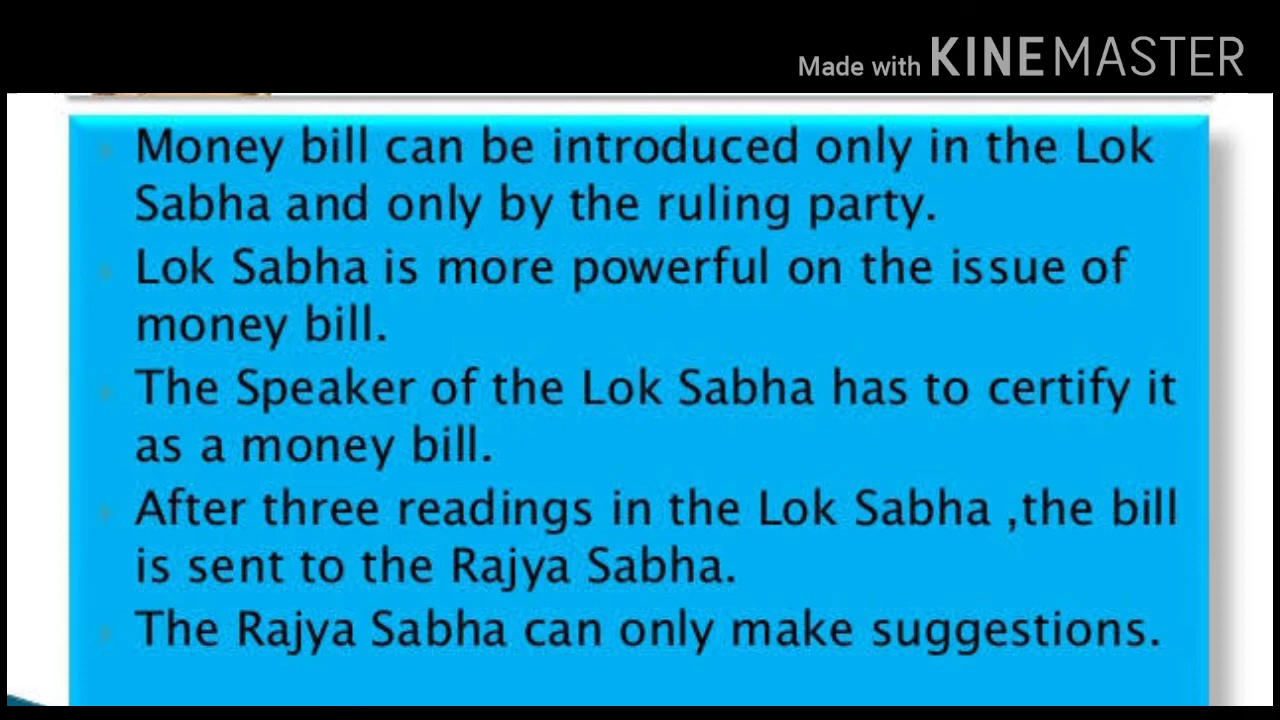 Made with KINEMASTER
Money bill can be introduced only in the Lok
Sabha and only by the ruling party.
Lok Sabha is more powerful on the issue of
money bill.
The Speaker of the Lok Sabha has to certify it
as a money bill.
After three readings in the Lok Sabha ,the bill
is sent to the Rajya Sabha.
The Rajya Sabha can only make suggestions.